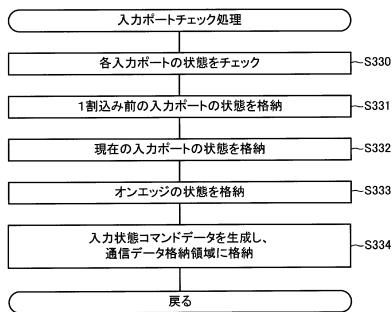 入力ポートチェック処理
各入力ポートの状態をチェック
S330
1割込み前の入力ポートの状態を格納
S331
現在の入力ポートの状態を格納
S332
オンエッジの状態を格納
S333
入力状態コマンドデータを生成し、
通信データ格納領域に格納
S334
戻る